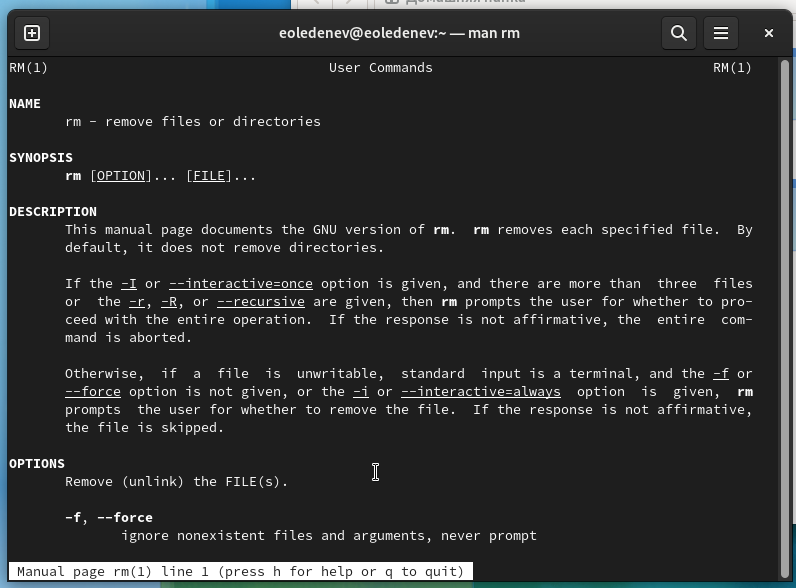 Домашняя папка
eoledenev@eoledenev:~ — man rm
RM(1) User Commands RM(1)
NAME
rm - remove files or directories
SYNOPSIS
rm [OPTION]... [FILE]...
DESCRIPTION
This manual page documents the GNU version of rm. rm removes each specified file. By
default, it does not remove directories.
If the -I or --interactive=once option is given, and there are more than three files
or the -r, -R, or --recursive are given, then rm prompts the user for whether to pro-
ceed with the entire operation. If the response is not affirmative, the entire com-
mand is aborted.
Otherwise, if a file is unwritable, standard input is a terminal, and the -f or
--force option is not given, or the -i or --interactive=always option is given, rm
prompts the user for whether to remove the file. If the response is not affirmative,
the file is skipped.
OPTIONS
Remove (unlink) the FILE(s).
-f, --force
ignore nonexistent files and arguments, never prompt
Manual page rm(1) line 1 (press h for help or q to quit)